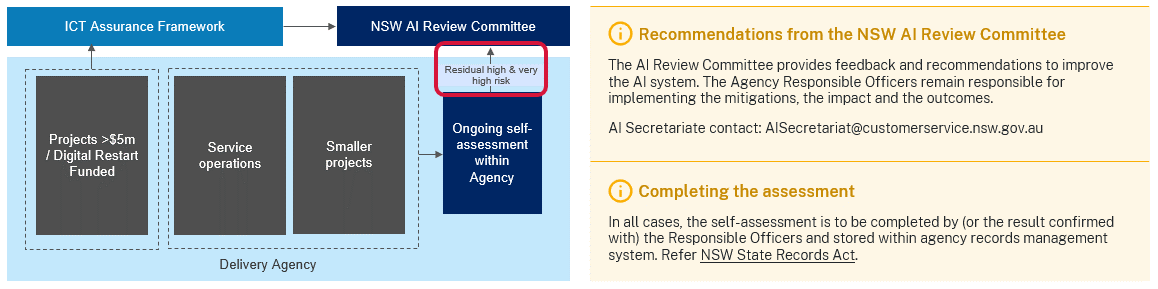 ICT Assurance Framework
NSW AI Review Committee
Residual high & very
high risk
Projects >$5m
/ Digital Restart
Funded
Service
operations
Smaller
projects
Ongoing self-
assessment
within
Agency
Delivery Agency
Recommendations from the NSW AI Review Committee
The AI Review Committee provides feedback and recommendations to improve
the AI system. The Agency Responsible Officers remain responsible for
implementing the mitigations, the impact and the outcomes.
AI Secretariate contact: AISecretariat@customerservice.nsw.gov.au
Completing the assessment
In all cases, the self-assessment is to be completed by (or the result confirmed
with) the Responsible Officers and stored within agency records management
system. Refer NSW State Records Act.